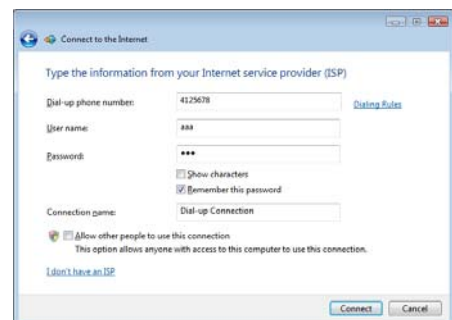 Connect to the Internet
Type the information from your Internet service provider (ISP)
Dial-up phone number: 4125678 Dialing Rules
User name: aaa
Password: •••
Show characters
Remember this password
Connection name: Dial-up Connection
Allow other people to use this connection
This option allows anyone with access to this computer to use this connection.
I don't have an ISP
Connect Cancel